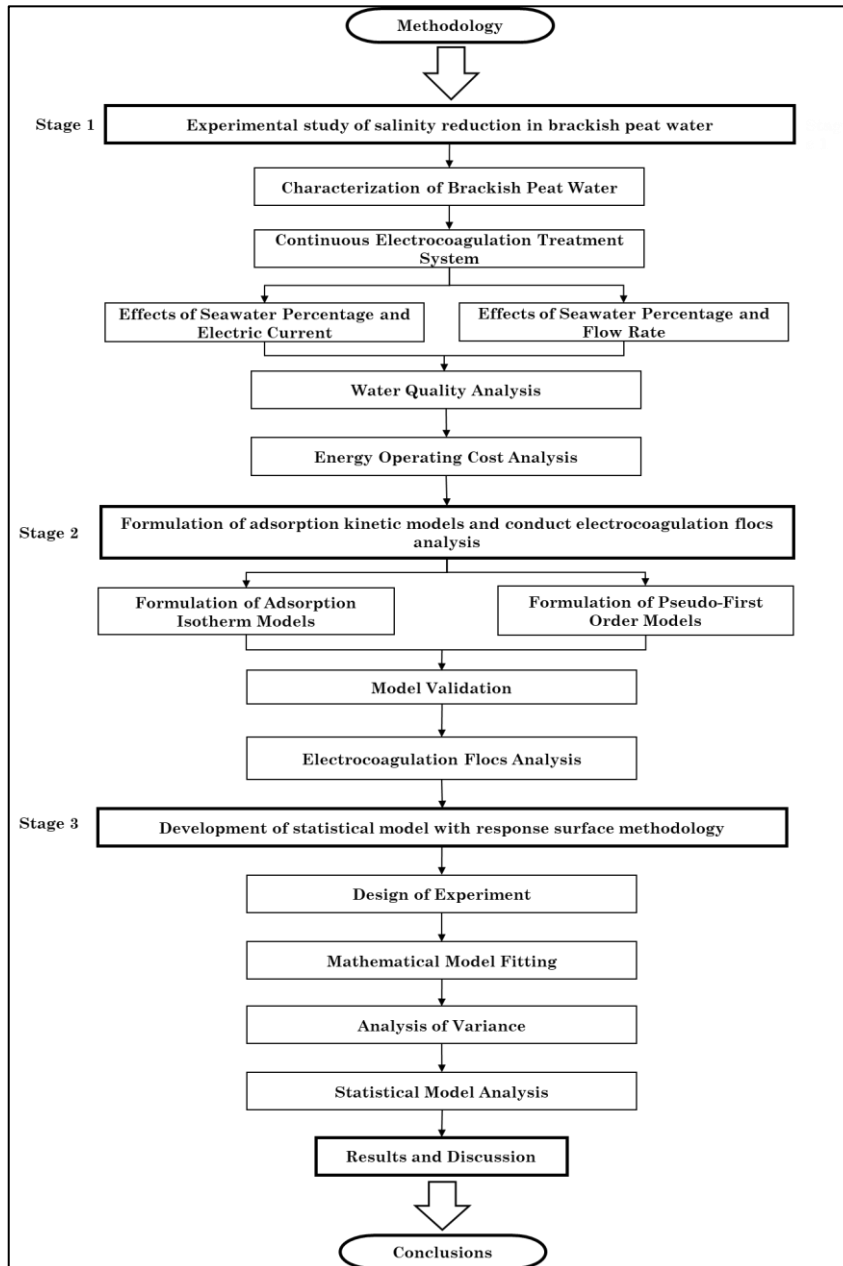 Methodology
Stage 1
Experimental study of salinity reduction in brackish peat water
Characterization of Brackish Peat Water
Continuous Electrocoagulation Treatment
System
Effects of Seawater Percentage and
Electric Current
Effects of Seawater Percentage and
Flow Rate
Water Quality Analysis
Energy Operating Cost Analysis
Stage 2
Formulation of adsorption kinetic models and conduct electrocoagulation flocs
analysis
Formulation of Adsorption
Isotherm Models
Formulation of Pseudo-First
Order Models
Model Validation
Electrocoagulation Flocs Analysis
Stage 3
Development of statistical model with response surface methodology
Design of Experiment
Mathematical Model Fitting
Analysis of Variance
Statistical Model Analysis
Results and Discussion
Conclusions